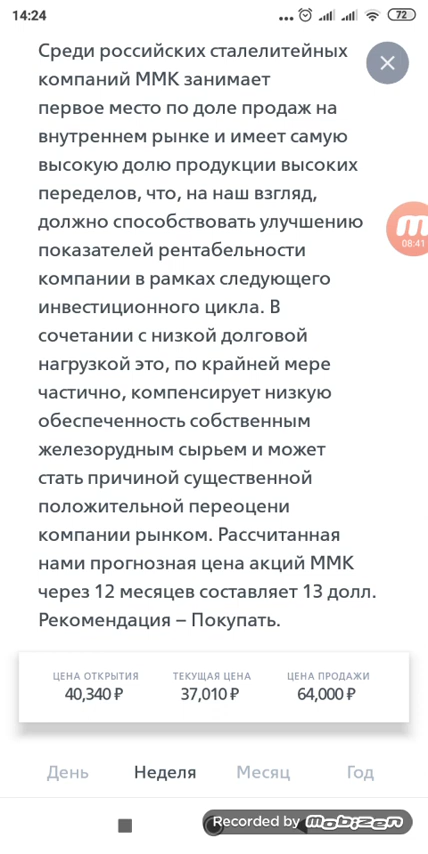 14:24
72
Среди российских сталелитейных
компаний ММК занимает
первое место по доле продаж на
внутреннем рынке и имеет самую
высокую долю продукции высоких
переделов, что, на наш взгляд,
должно способствовать улучшению
показателей рентабельности
компании в рамках следующего
инвестиционного цикла. В
сочетании с низкой долговой
нагрузкой это, по крайней мере
частично, компенсирует низкую
обеспеченность собственным
железорудным сырьем и может
стать причиной существенной
положительной переоцени
компании рынком. Рассчитанная
нами прогнозная цена акций ММК
через 12 месяцев составляет 13 долл.
Рекомендация – Покупать.
m
08:41
ЦЕНА ОТКРЫТИЯ ТЕКУЩАЯ ЦЕНА ЦЕНА ПРОДАЖИ
40,340 ₽ 37,010 ₽ 64,000 ₽
День Неделя Месяц Год
Recorded by mobizen